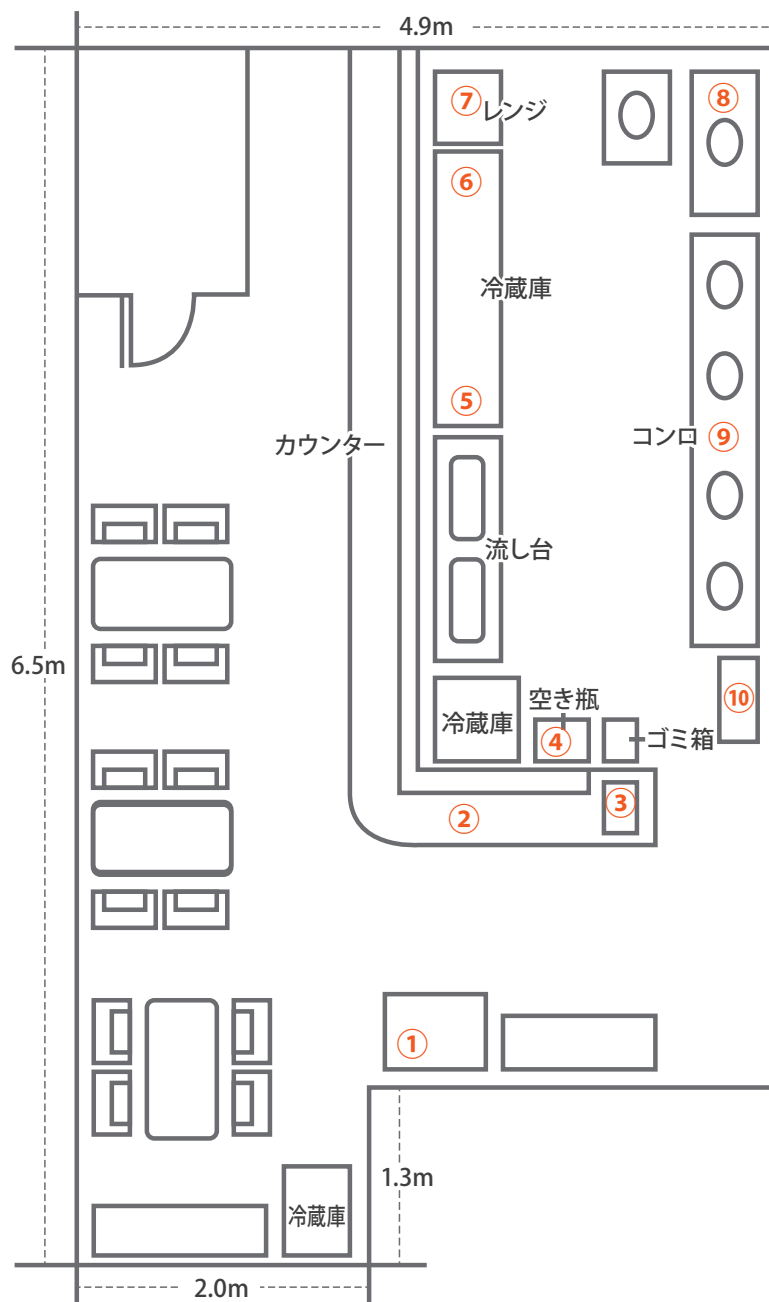 4.9m
⑦
レンジ
⑧
⑥
冷蔵庫
⑤
カウンター
コンロ
⑨
流し台
6.5m
冷蔵庫
空き瓶
④
ゴミ箱
⑩
②
③
①
1.3m
冷蔵庫
2.0m